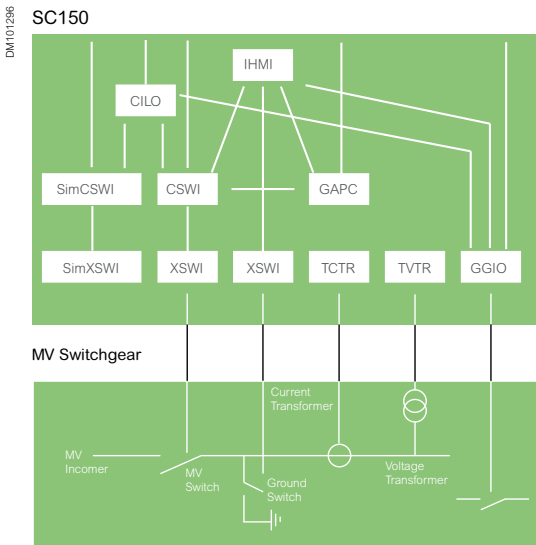 DM101296
SC150
IHMI
CILO
SimCSWI
CSWI
GAPC
SimXSWI
XSWI
XSWI
TCTR
TVTR
GGIO
MV Switchgear
Current
Transformer
MV
Incomer
MV
Switch
Ground
Switch
Voltage
Transformer